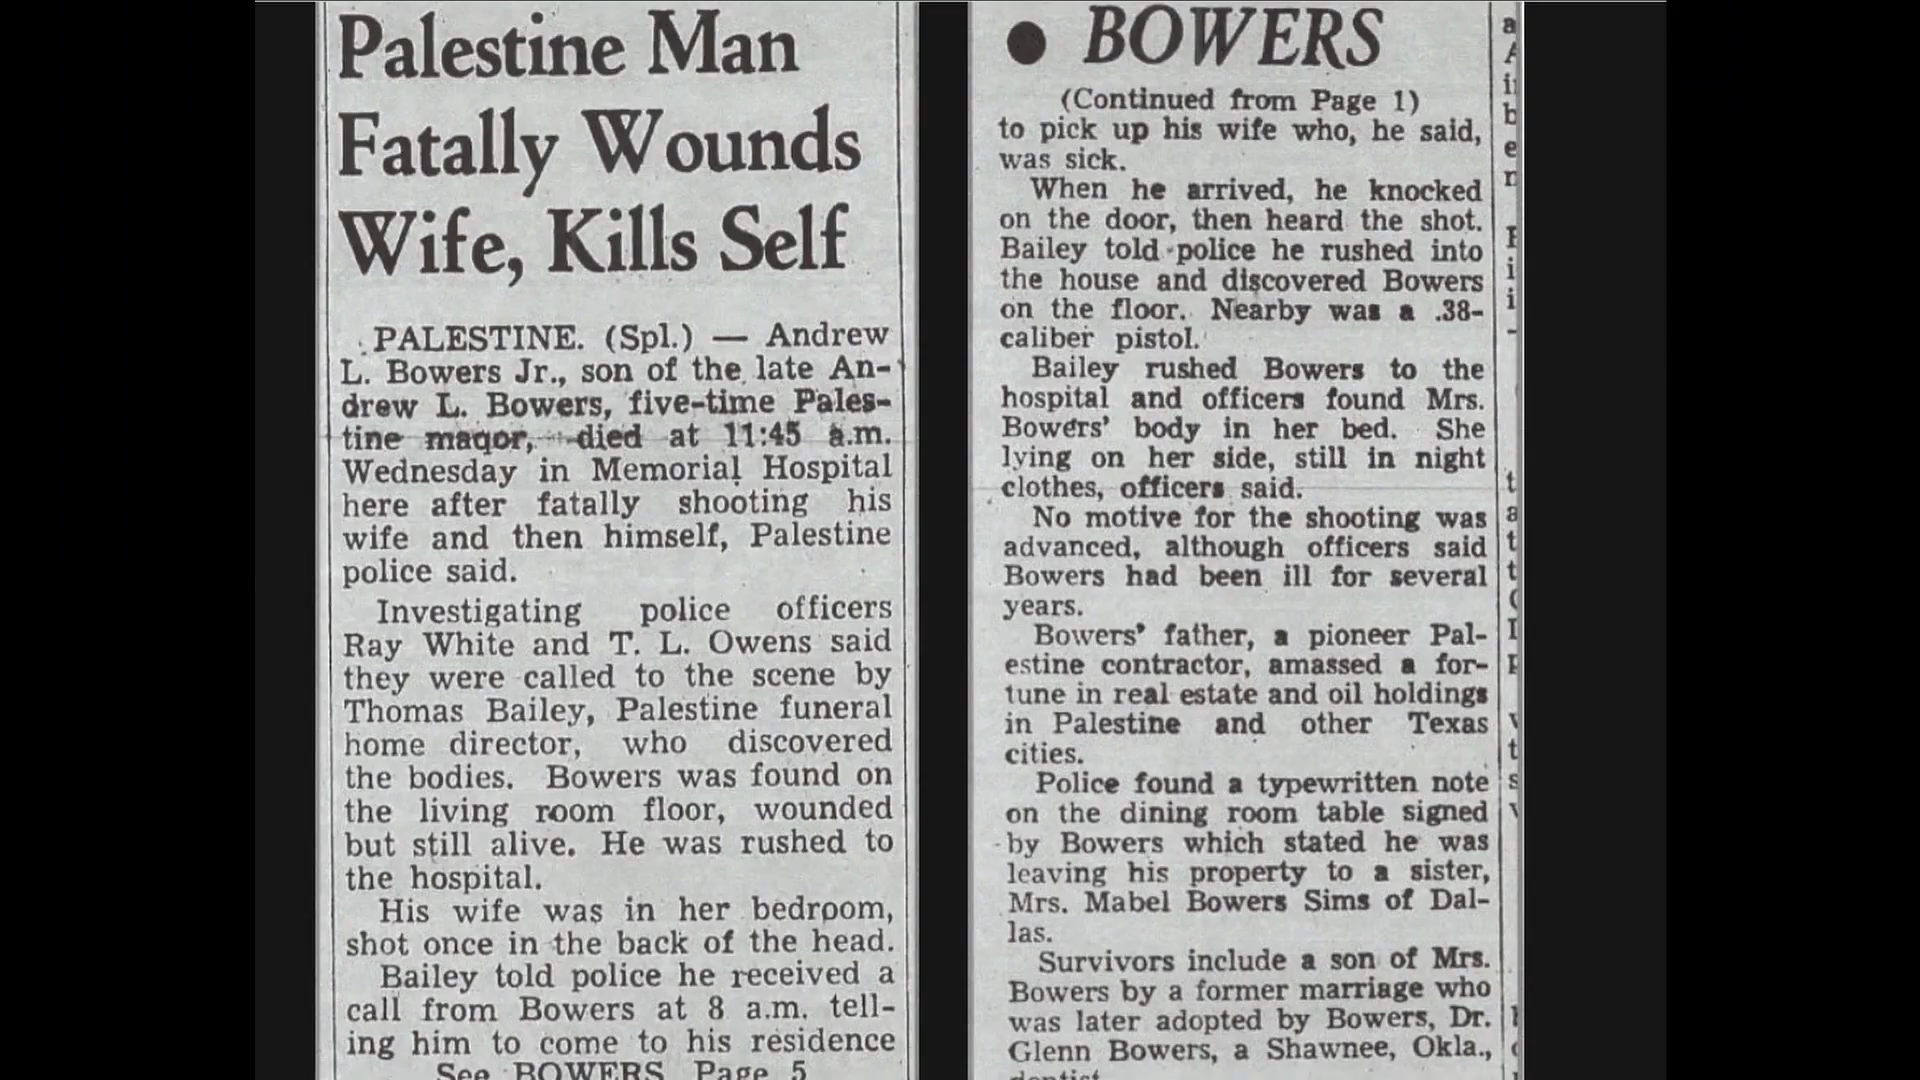 Palestine Man
Fatally Wounds
Wife, Kills Self
PALESTINE. (Spl.) — Andrew
L. Bowers Jr., son of the late An-
drew L. Bowers, five-time Pales-
tine maqor, died at 11:45 a.m.
Wednesday in Memorial Hospital
here after fatally shooting his
wife and then himself, Palestine
police said.
Investigating police officers
Ray White and T. L. Owens said
they were called to the scene by
Thomas Bailey, Palestine funeral
home director, who discovered
the bodies. Bowers was found on
the living room floor, wounded
but still alive. He was rushed to
the hospital.
His wife was in her bedroom,
shot once in the back of the head.
Bailey told police he received a
call from Bowers at 8 a.m. tell-
ing him to come to his residence
See BOWERS, Page 5
● BOWERS
(Continued from Page 1)
to pick up his wife who, he said,
was sick.
When he arrived, he knocked
on the door, then heard the shot.
Bailey told police he rushed into
the house and discovered Bowers
on the floor. Nearby was a .38-
caliber pistol.
Bailey rushed Bowers to the
hospital and officers found Mrs.
Bowers' body in her bed. She
lying on her side, still in night
clothes, officers said.
No motive for the shooting was
advanced, although officers said
Bowers had been ill for several
years.
Bowers' father, a pioneer Pal-
estine contractor, amassed a for-
tune in real estate and oil holdings
in Palestine and other Texas
cities.
Police found a typewritten note
on the dining room table signed
by Bowers which stated he was
leaving his property to a sister,
Mrs. Mabel Bowers Sims of Dal-
las.
Survivors include a son of Mrs.
Bowers by a former marriage who
was later adopted by Bowers, Dr.
Glenn Bowers, a Shawnee, Okla.,
dentist.